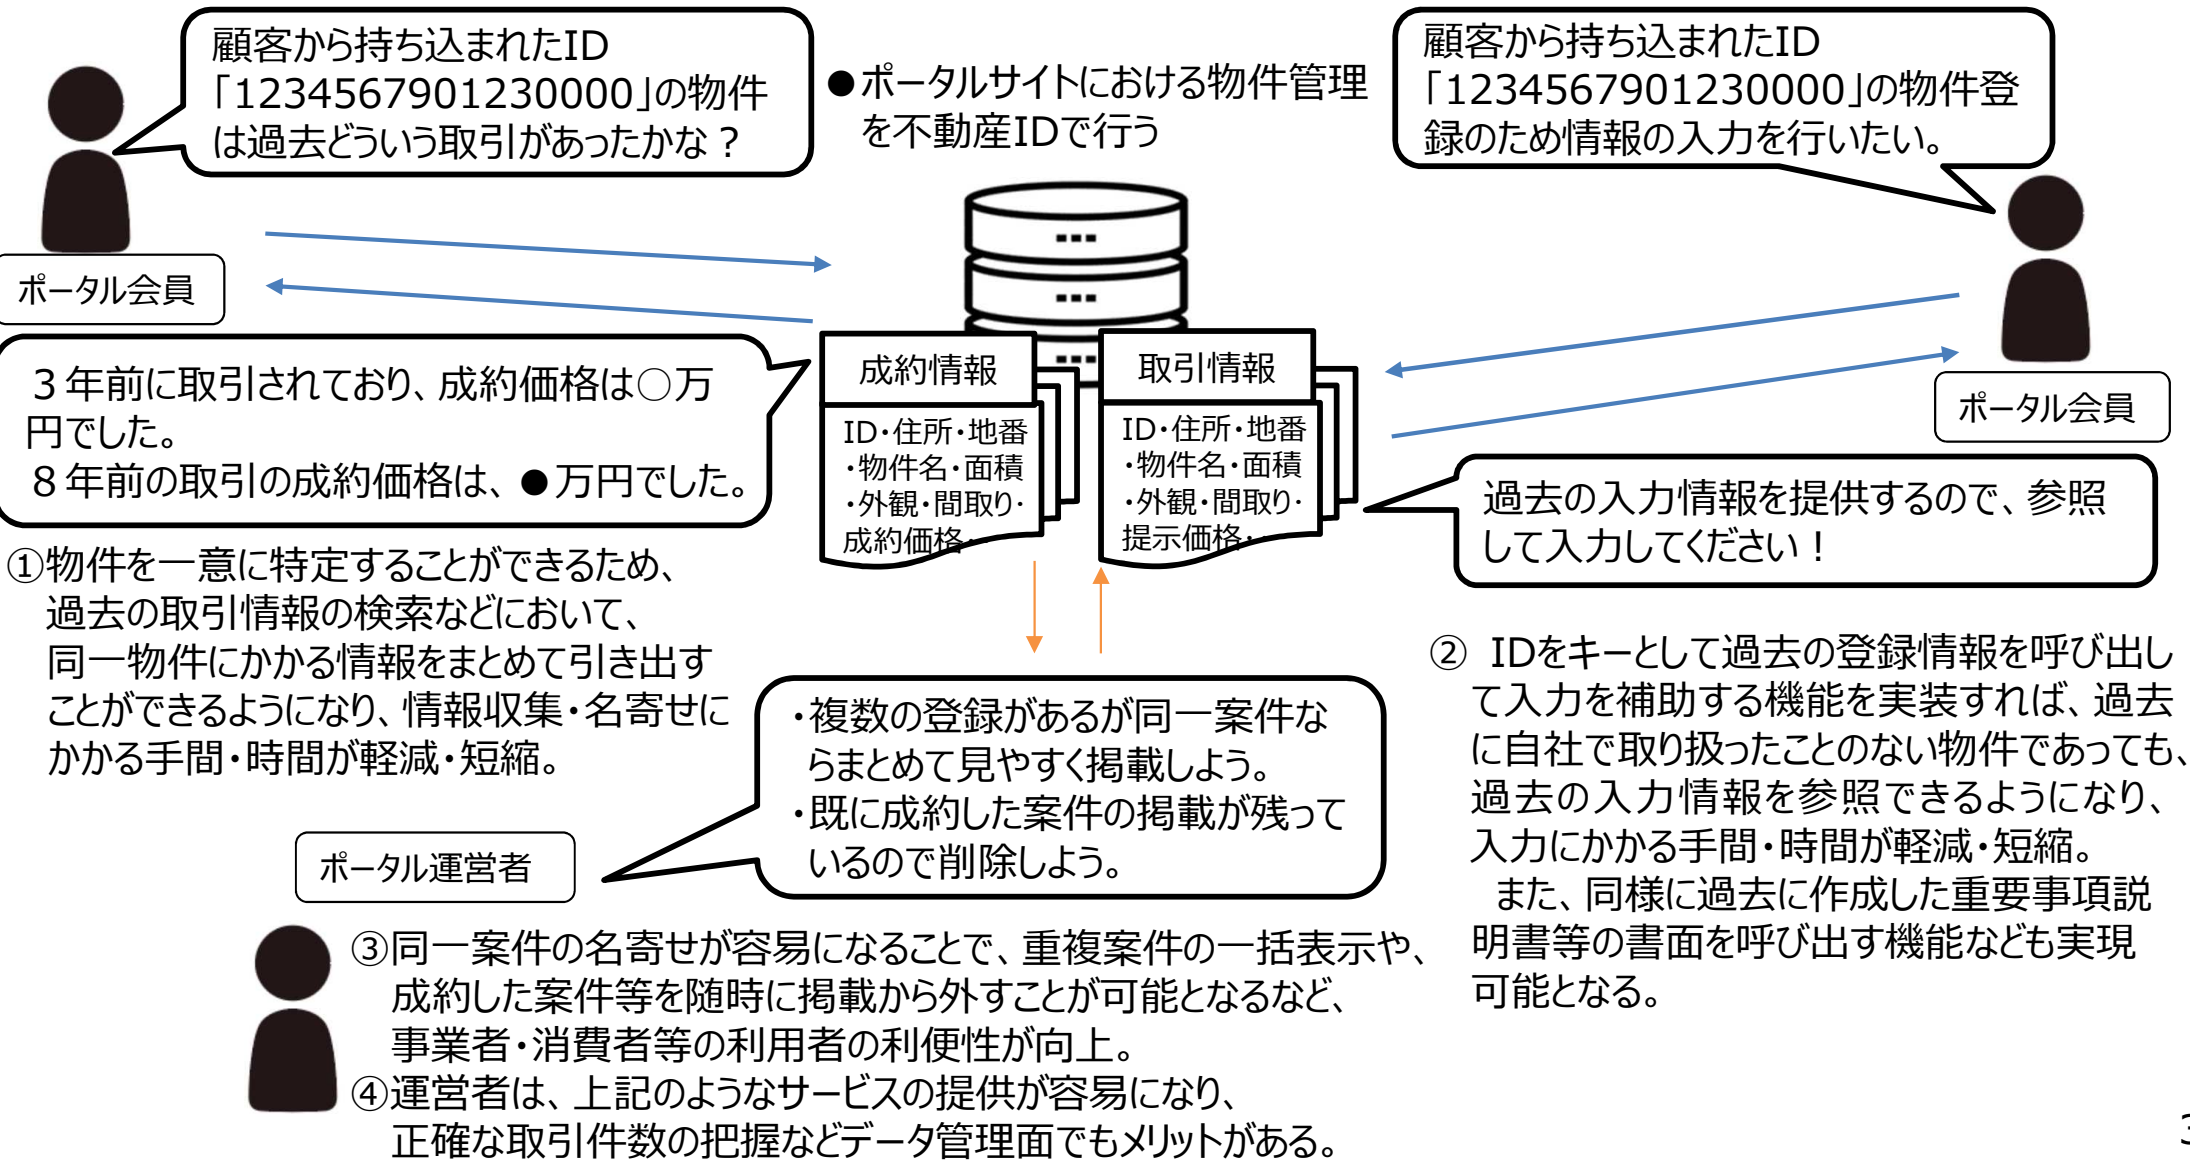 顧客から持ち込まれたID
「1234567901230000」の物件
は過去どういう取引があったかな？
●ポータルサイトにおける物件管理
を不動産IDで行う
顧客から持ち込まれたID
「1234567901230000」の物件登
録のため情報の入力を行いたい。
ポータル会員
ポータル会員
３年前に取引されており、成約価格は○万
円でした。
８年前の取引の成約価格は、●万円でした。
成約情報
ID・住所・地番
・物件名・面積
・外観・間取り・
成約価格・
取引情報
ID・住所・地番
・物件名・面積
・外観・間取り・
提示価格・・
過去の入力情報を提供するので、参照
して入力してください！
①物件を一意に特定することができるため、
過去の取引情報の検索などにおいて、
同一物件にかかる情報をまとめて引き出す
ことができるようになり、情報収集・名寄せに
かかる手間・時間が軽減・短縮。
② IDをキーとして過去の登録情報を呼び出し
て入力を補助する機能を実装すれば、過去
に自社で取り扱ったことのない物件であっても、
過去の入力情報を参照できるようになり、
入力にかかる手間・時間が軽減・短縮。
また、同様に過去に作成した重要事項説
明書等の書面を呼び出す機能なども実現
可能となる。
・複数の登録があるが同一案件な
らまとめて見やすく掲載しよう。
・既に成約した案件の掲載が残って
いるので削除しよう。
ポータル運営者
③同一案件の名寄せが容易になることで、重複案件の一括表示や、
成約した案件等を随時に掲載から外すことが可能となるなど、
事業者・消費者等の利用者の利便性が向上。
④運営者は、上記のようなサービスの提供が容易になり、
正確な取引件数の把握などデータ管理面でもメリットがある。